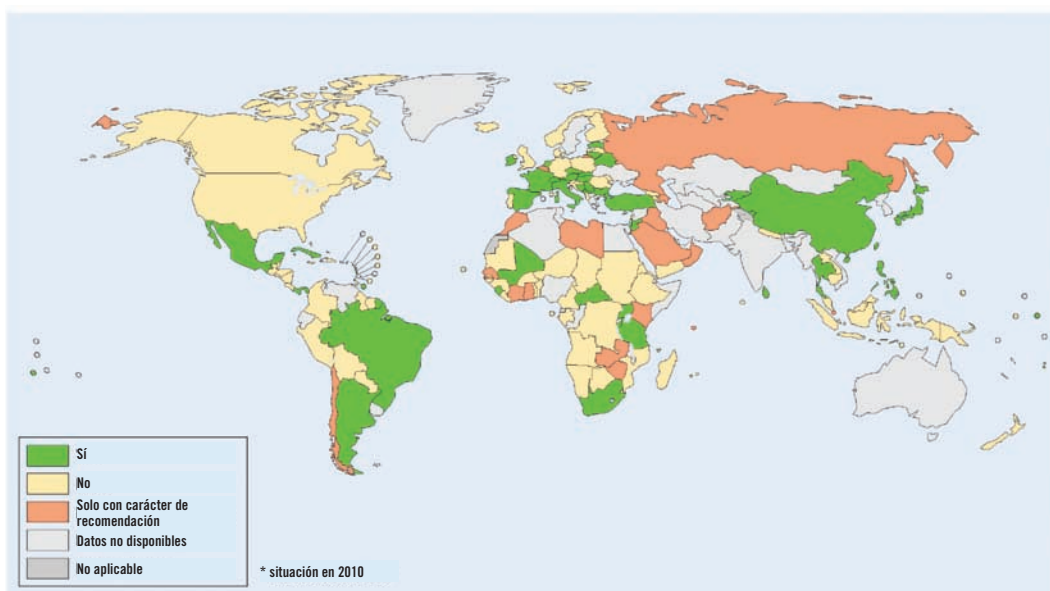 Sí
No
Solo con carácter de
recomendación
Datos no disponibles
No aplicable
* situación en 2010